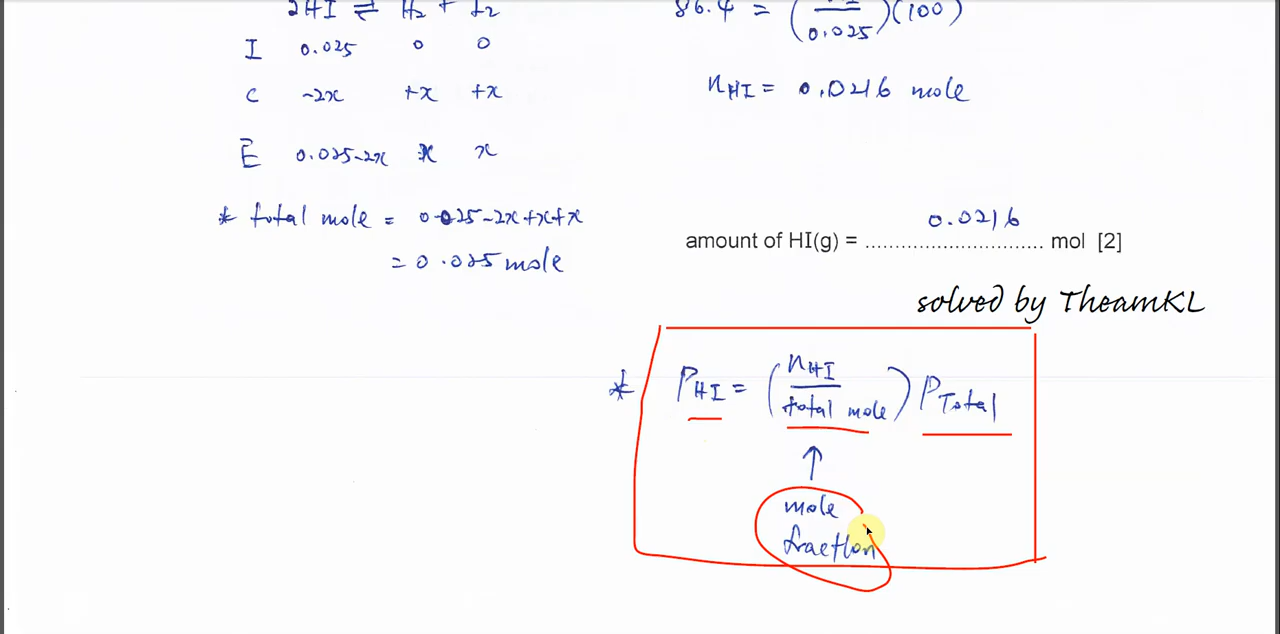 2HI ⇌ H₂ + I₂
I 0.025 0 0
C -2x +x +x
E 0.025-2x x x
* total mole = 0.025-2x+x+x
= 0.025 mole
86.4 = ( / 0.025)(100)
nHI = 0.0216 mole
0.0216
amount of HI(g) = ............................ mol [2]
solved by TheamKL
* PHI = (nHI / total mole) PTotal
↑
mole
fraction